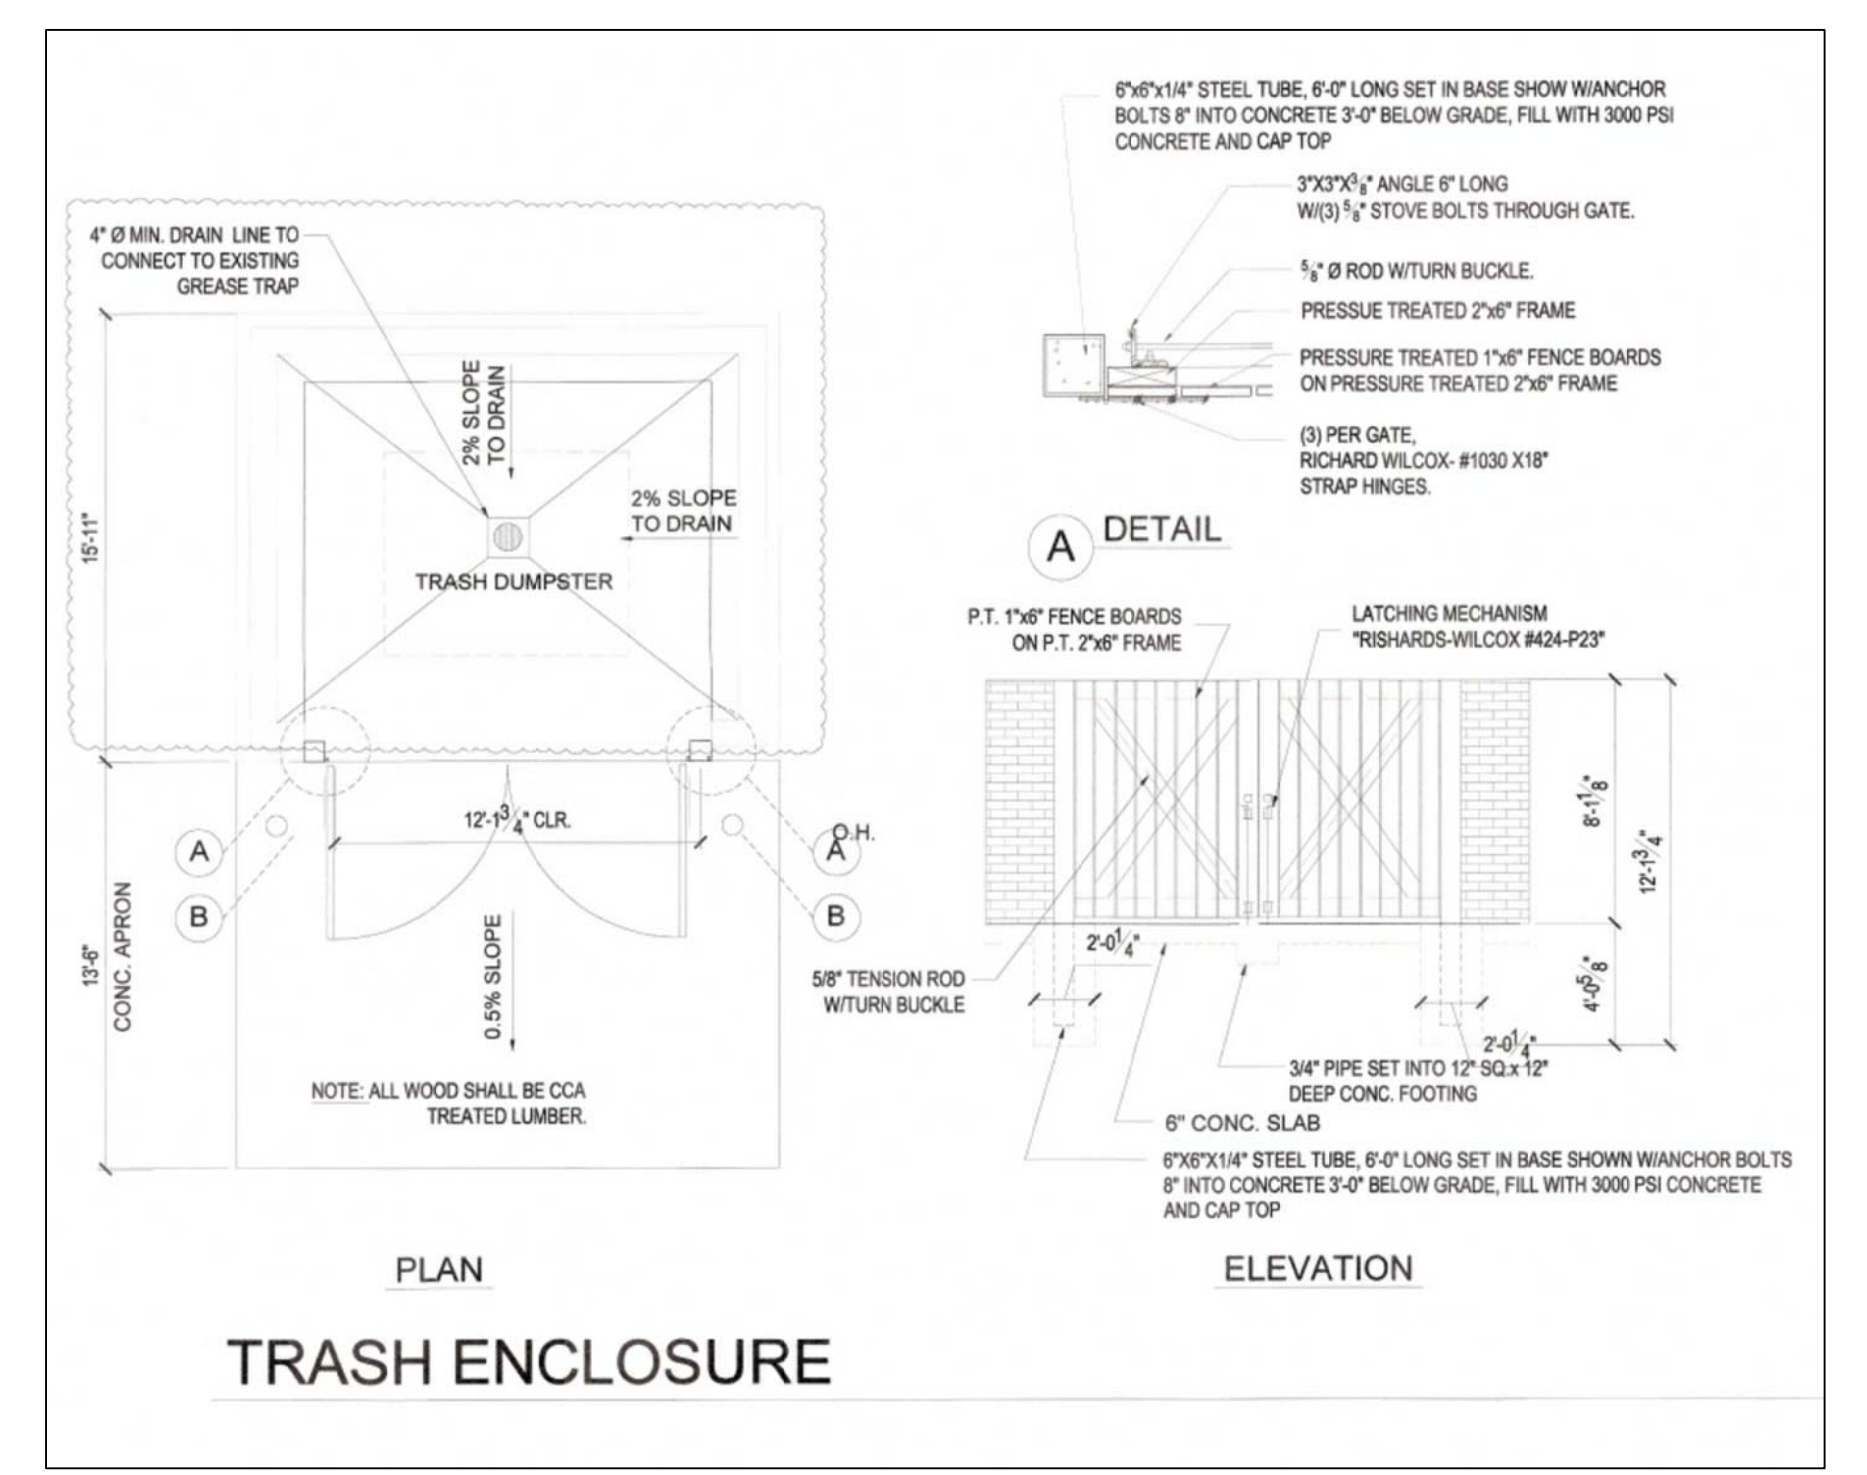 6"x6"x1/4" STEEL TUBE, 6'-0" LONG SET IN BASE SHOW W/ANCHOR
BOLTS 8" INTO CONCRETE 3'-0" BELOW GRADE, FILL WITH 3000 PSI
CONCRETE AND CAP TOP
3"X3"X3/8" ANGLE 6" LONG
W/(3) 5/8" STOVE BOLTS THROUGH GATE.
5/8" Ø ROD W/TURN BUCKLE.
PRESSUE TREATED 2"x6" FRAME
PRESSURE TREATED 1"x6" FENCE BOARDS
ON PRESSURE TREATED 2"x6" FRAME
(3) PER GATE,
RICHARD WILCOX- #1030 X18"
STRAP HINGES.
A DETAIL
4" Ø MIN. DRAIN LINE TO
CONNECT TO EXISTING
GREASE TRAP
2% SLOPE
TO DRAIN
2% SLOPE
TO DRAIN
TRASH DUMPSTER
15'-11"
12'-1 3/4" CLR.
O.H.
A
A
B
B
13'-6"
CONC. APRON
0.5% SLOPE
NOTE: ALL WOOD SHALL BE CCA
TREATED LUMBER.
PLAN
P.T. 1"x6" FENCE BOARDS
ON P.T. 2"x6" FRAME
LATCHING MECHANISM
"RISHARDS-WILCOX #424-P23"
8'-1 1/8"
12'-1 3/4"
4'-0 5/8"
2'-0 1/4"
5/8" TENSION ROD
W/TURN BUCKLE
2'-0 1/4"
3/4" PIPE SET INTO 12" SQ.x 12"
DEEP CONC. FOOTING
6" CONC. SLAB
6"X6"X1/4" STEEL TUBE, 6'-0" LONG SET IN BASE SHOWN W/ANCHOR BOLTS
8" INTO CONCRETE 3'-0" BELOW GRADE, FILL WITH 3000 PSI CONCRETE
AND CAP TOP
ELEVATION
TRASH ENCLOSURE